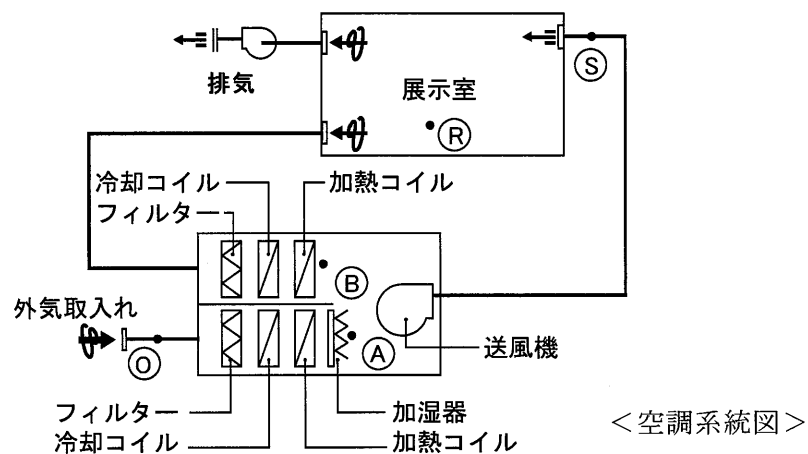 排気
展示室
Ⓢ
Ⓡ
冷却コイル
加熱コイル
フィルター
Ⓑ
外気取入れ
Ⓞ
Ⓐ
送風機
フィルター
加湿器
冷却コイル
加熱コイル
<空調系統図>